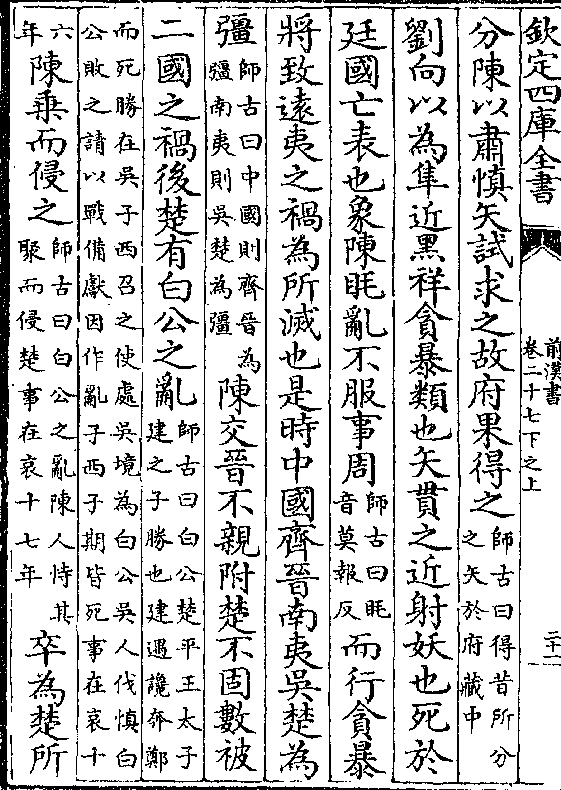 欽定四庫全書
前漢書
卷二十七下之上
二十一
分陳以肅慎矢試求之故府果得之師古曰得昔所分之矢於府藏中
劉向以為隼近黑祥貪暴類也矢貫之近射妖也死於
廷國亡表也象陳眊亂不服事周師古曰眊音莫報反而行貪暴
將致遠夷之禍為所滅也是時中國齊晉南夷吳楚為
彊師古曰中國則齊晉為彊南夷則吳楚為彊陳交晉不親附楚不固數被
二國之禍後楚有白公之亂師古曰白公楚平王太子建之子勝也建遇讒奔鄭
而死勝在吳子西召之使處吳境為白公吳人伐慎白公敗之請以戰備獻因作亂子西子期皆死事在哀十
六年陳乗而侵之師古曰白公之亂陳人恃其聚而侵楚事在哀十七年卒為楚所